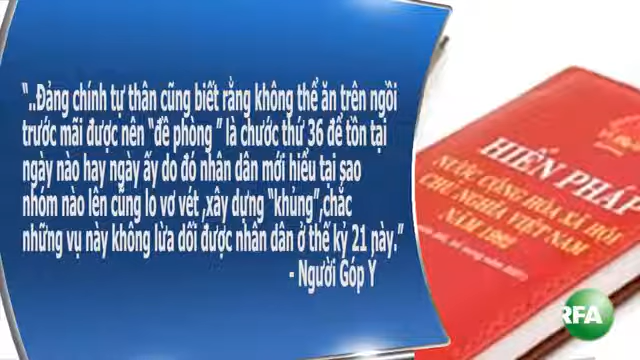 “..Đảng chính tự thân cũng biết rằng không thể ăn trên ngồi
trước mãi được nên “đề phòng ” là chước thứ 36 để tồn tại
ngày nào hay ngày ấy do đó nhân dân mới hiểu tại sao
nhóm nào lên cũng lo vơ vét ,xây dựng “khủng”,chắc
những vụ này không lừa dối được nhân dân ở thế kỷ 21 này.”
- Người Góp Ý
HIẾN PHÁP
NƯỚC CỘNG HÒA XÃ HỘI
CHỦ NGHĨA VIỆT NAM
NĂM
RFA